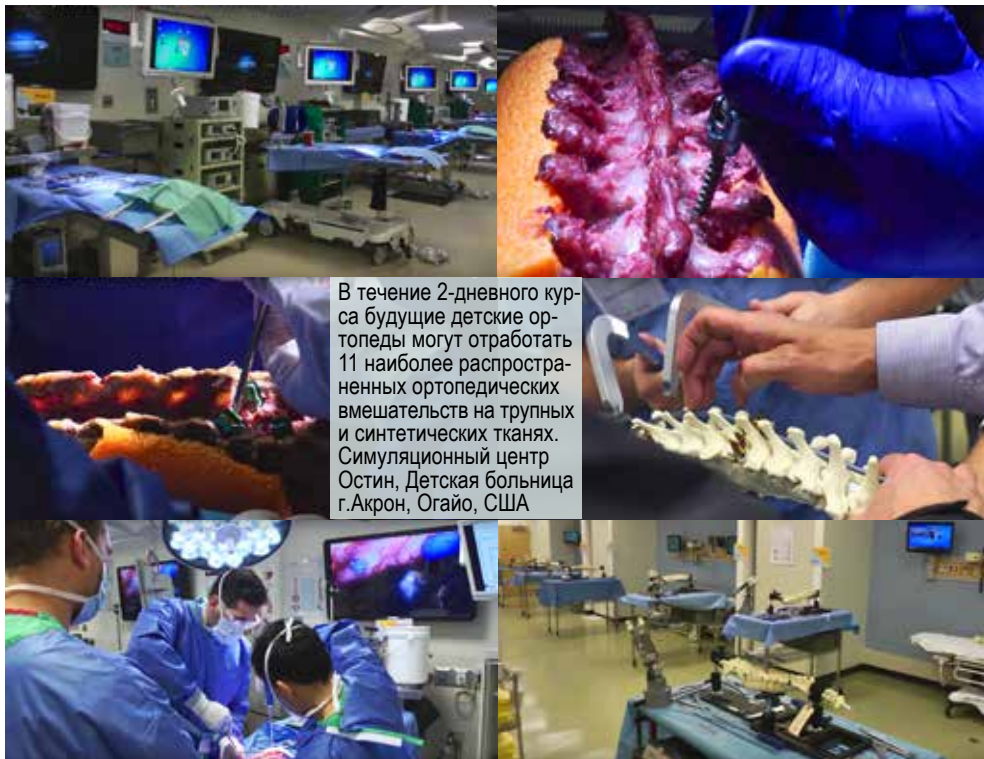 В течение 2-дневного кур-
са будущие детские ор-
топеды могут отработать
11 наиболее распростра-
ненных ортопедических
вмешательств на трупных
и синтетических тканях.
Симуляционный центр
Остин, Детская больница
г.Акрон, Огайо, США